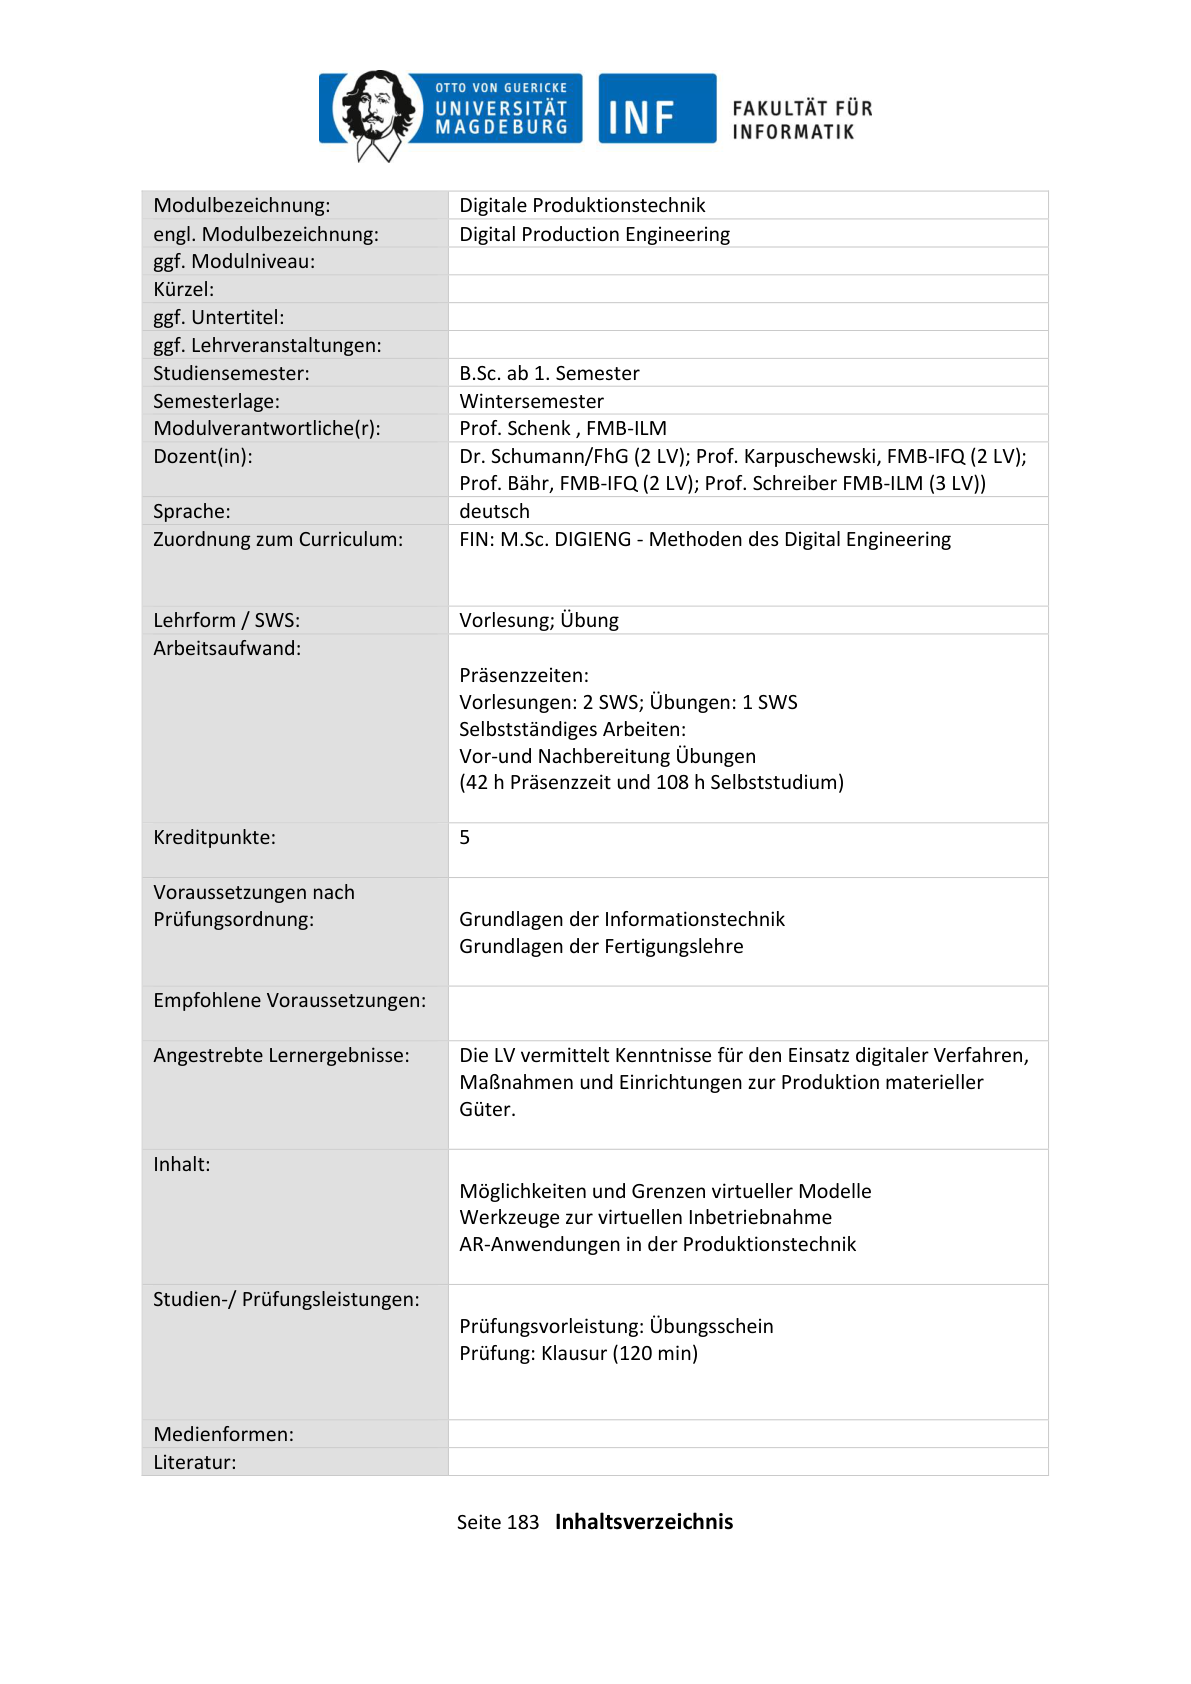 OTTO VON GUERICKE
UNIVERSITÄT
MAGDEBURG
INF
FAKULTÄT FÜR
INFORMATIK
Modulbezeichnung: Digitale Produktionstechnik
engl. Modulbezeichnung: Digital Production Engineering
ggf. Modulniveau:
Kürzel:
ggf. Untertitel:
ggf. Lehrveranstaltungen:
Studiensemester: B.Sc. ab 1. Semester
Semesterlage: Wintersemester
Modulverantwortliche(r): Prof. Schenk , FMB-ILM
Dozent(in): Dr. Schumann/FhG (2 LV); Prof. Karpuschewski, FMB-IFQ (2 LV);
Prof. Bähr, FMB-IFQ (2 LV); Prof. Schreiber FMB-ILM (3 LV))
Sprache: deutsch
Zuordnung zum Curriculum: FIN: M.Sc. DIGIENG - Methoden des Digital Engineering
Lehrform / SWS: Vorlesung; Übung
Arbeitsaufwand:
Präsenzzeiten:
Vorlesungen: 2 SWS; Übungen: 1 SWS
Selbstständiges Arbeiten:
Vor-und Nachbereitung Übungen
(42 h Präsenzzeit und 108 h Selbststudium)
Kreditpunkte: 5
Voraussetzungen nach
Prüfungsordnung: Grundlagen der Informationstechnik
Grundlagen der Fertigungslehre
Empfohlene Voraussetzungen:
Angestrebte Lernergebnisse: Die LV vermittelt Kenntnisse für den Einsatz digitaler Verfahren,
Maßnahmen und Einrichtungen zur Produktion materieller
Güter.
Inhalt:
Möglichkeiten und Grenzen virtueller Modelle
Werkzeuge zur virtuellen Inbetriebnahme
AR-Anwendungen in der Produktionstechnik
Studien-/ Prüfungsleistungen:
Prüfungsvorleistung: Übungsschein
Prüfung: Klausur (120 min)
Medienformen:
Literatur:
Seite 183 Inhaltsverzeichnis